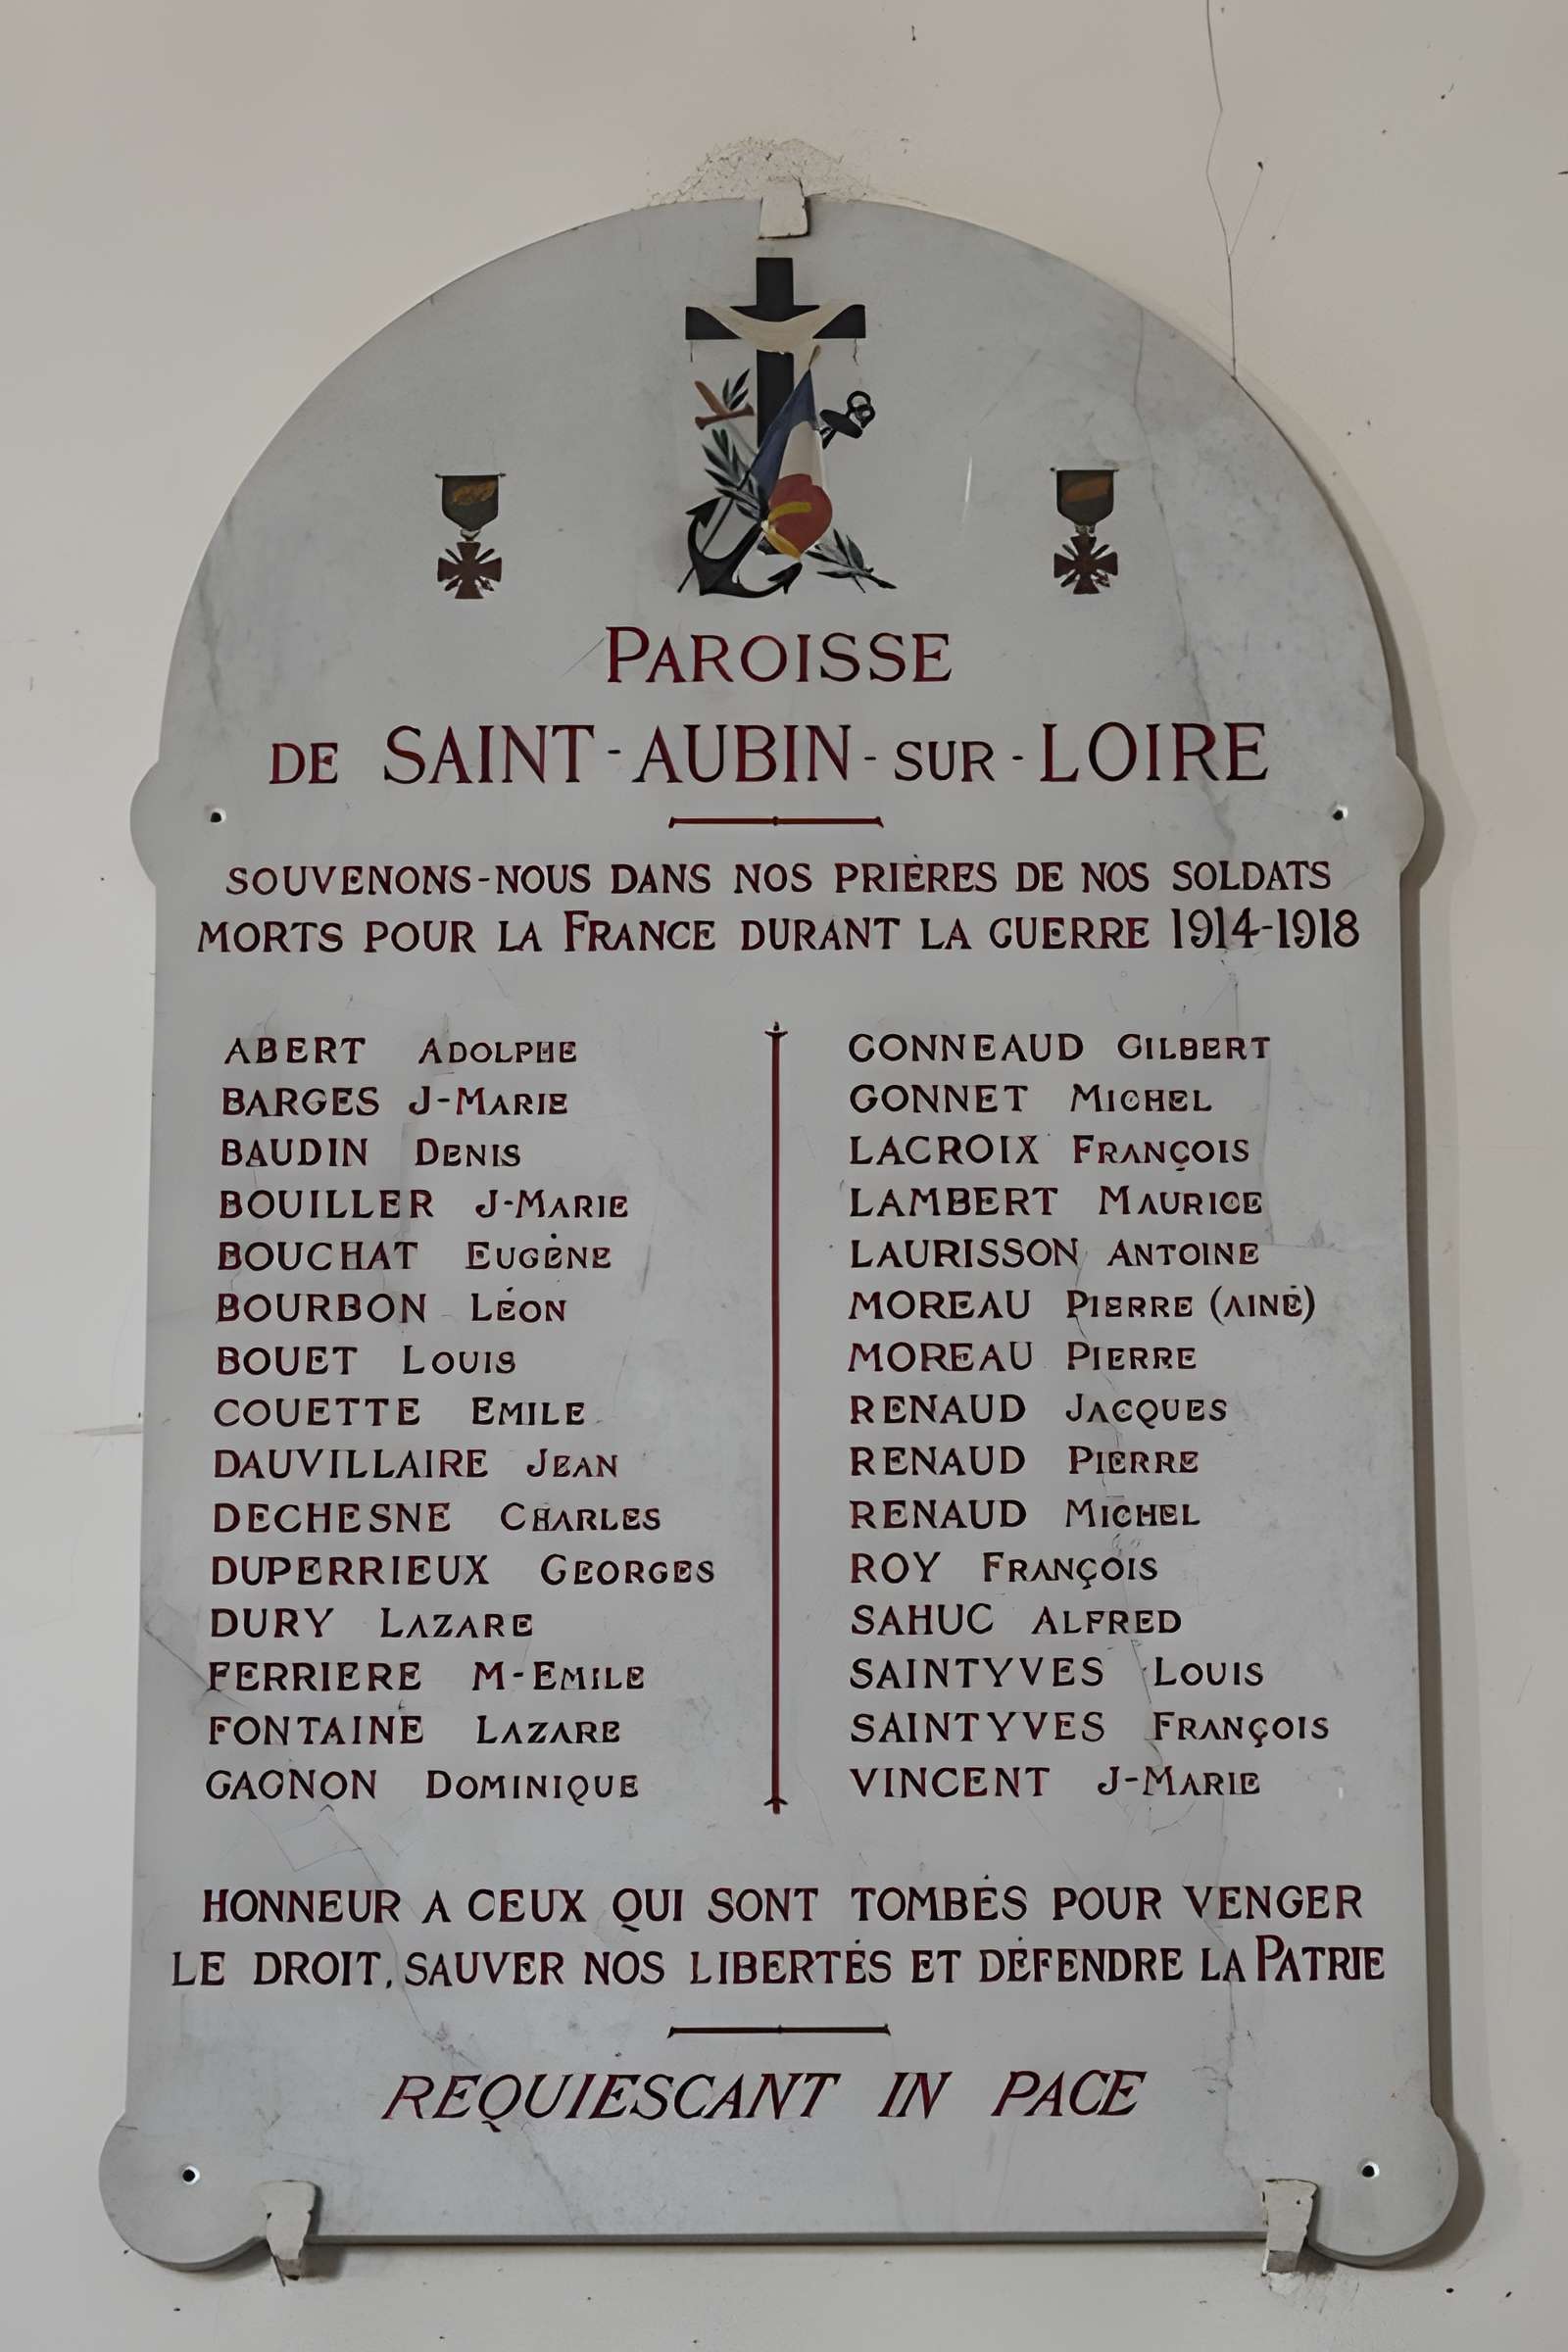 PAROISSE
DE SAINT-AUBIN-SUR-LOIRE
SOUVENONS-NOUS DANS NOS PRIÈRES DE NOS SOLDATS
MORTS POUR LA FRANCE DURANT LA GUERRE 1914-1918
ABERT ADOLPHE
BARGES J-MARIE
BAUDIN DENIS
BOUILLER J-MARIE
BOUCHAT EUGÈNE
BOURBON LÉON
BOUET LOUIS
COUETTE EMILE
DAUVILLAIRE JEAN
DECHESNE CHARLES
DUPERRIEUX GEORGES
DURY LAZARE
FERRIERE M-EMILE
FONTAINE LAZARE
GAGNON DOMINIQUE
GONNEAUD GILBERT
GONNET MICHEL
LACROIX FRANÇOIS
LAMBERT MAURICE
LAURISSON ANTOINE
MOREAU PIERRE (AINÉ)
MOREAU PIERRE
RENAUD JACQUES
RENAUD PIERRE
RENAUD MICHEL
ROY FRANÇOIS
SAHUC ALFRED
SAINTYVES LOUIS
SAINTYVES FRANÇOIS
VINCENT J-MARIE
HONNEUR A CEUX QUI SONT TOMBÉS POUR VENGER
LE DROIT, SAUVER NOS LIBERTÉS ET DÉFENDRE LA PATRIE
REQUIESCANT IN PACE